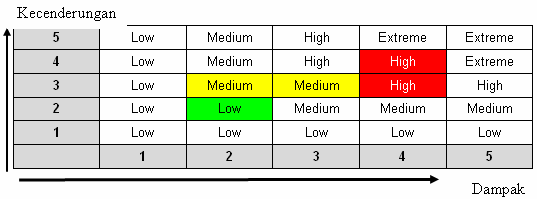 Kecenderungan
5 Low Medium High Extreme Extreme
4 Low Medium High High Extreme
3 Low Medium Medium High High
2 Low Low Medium Medium Medium
1 Low Low Low Low Low
1 2 3 4 5
Dampak